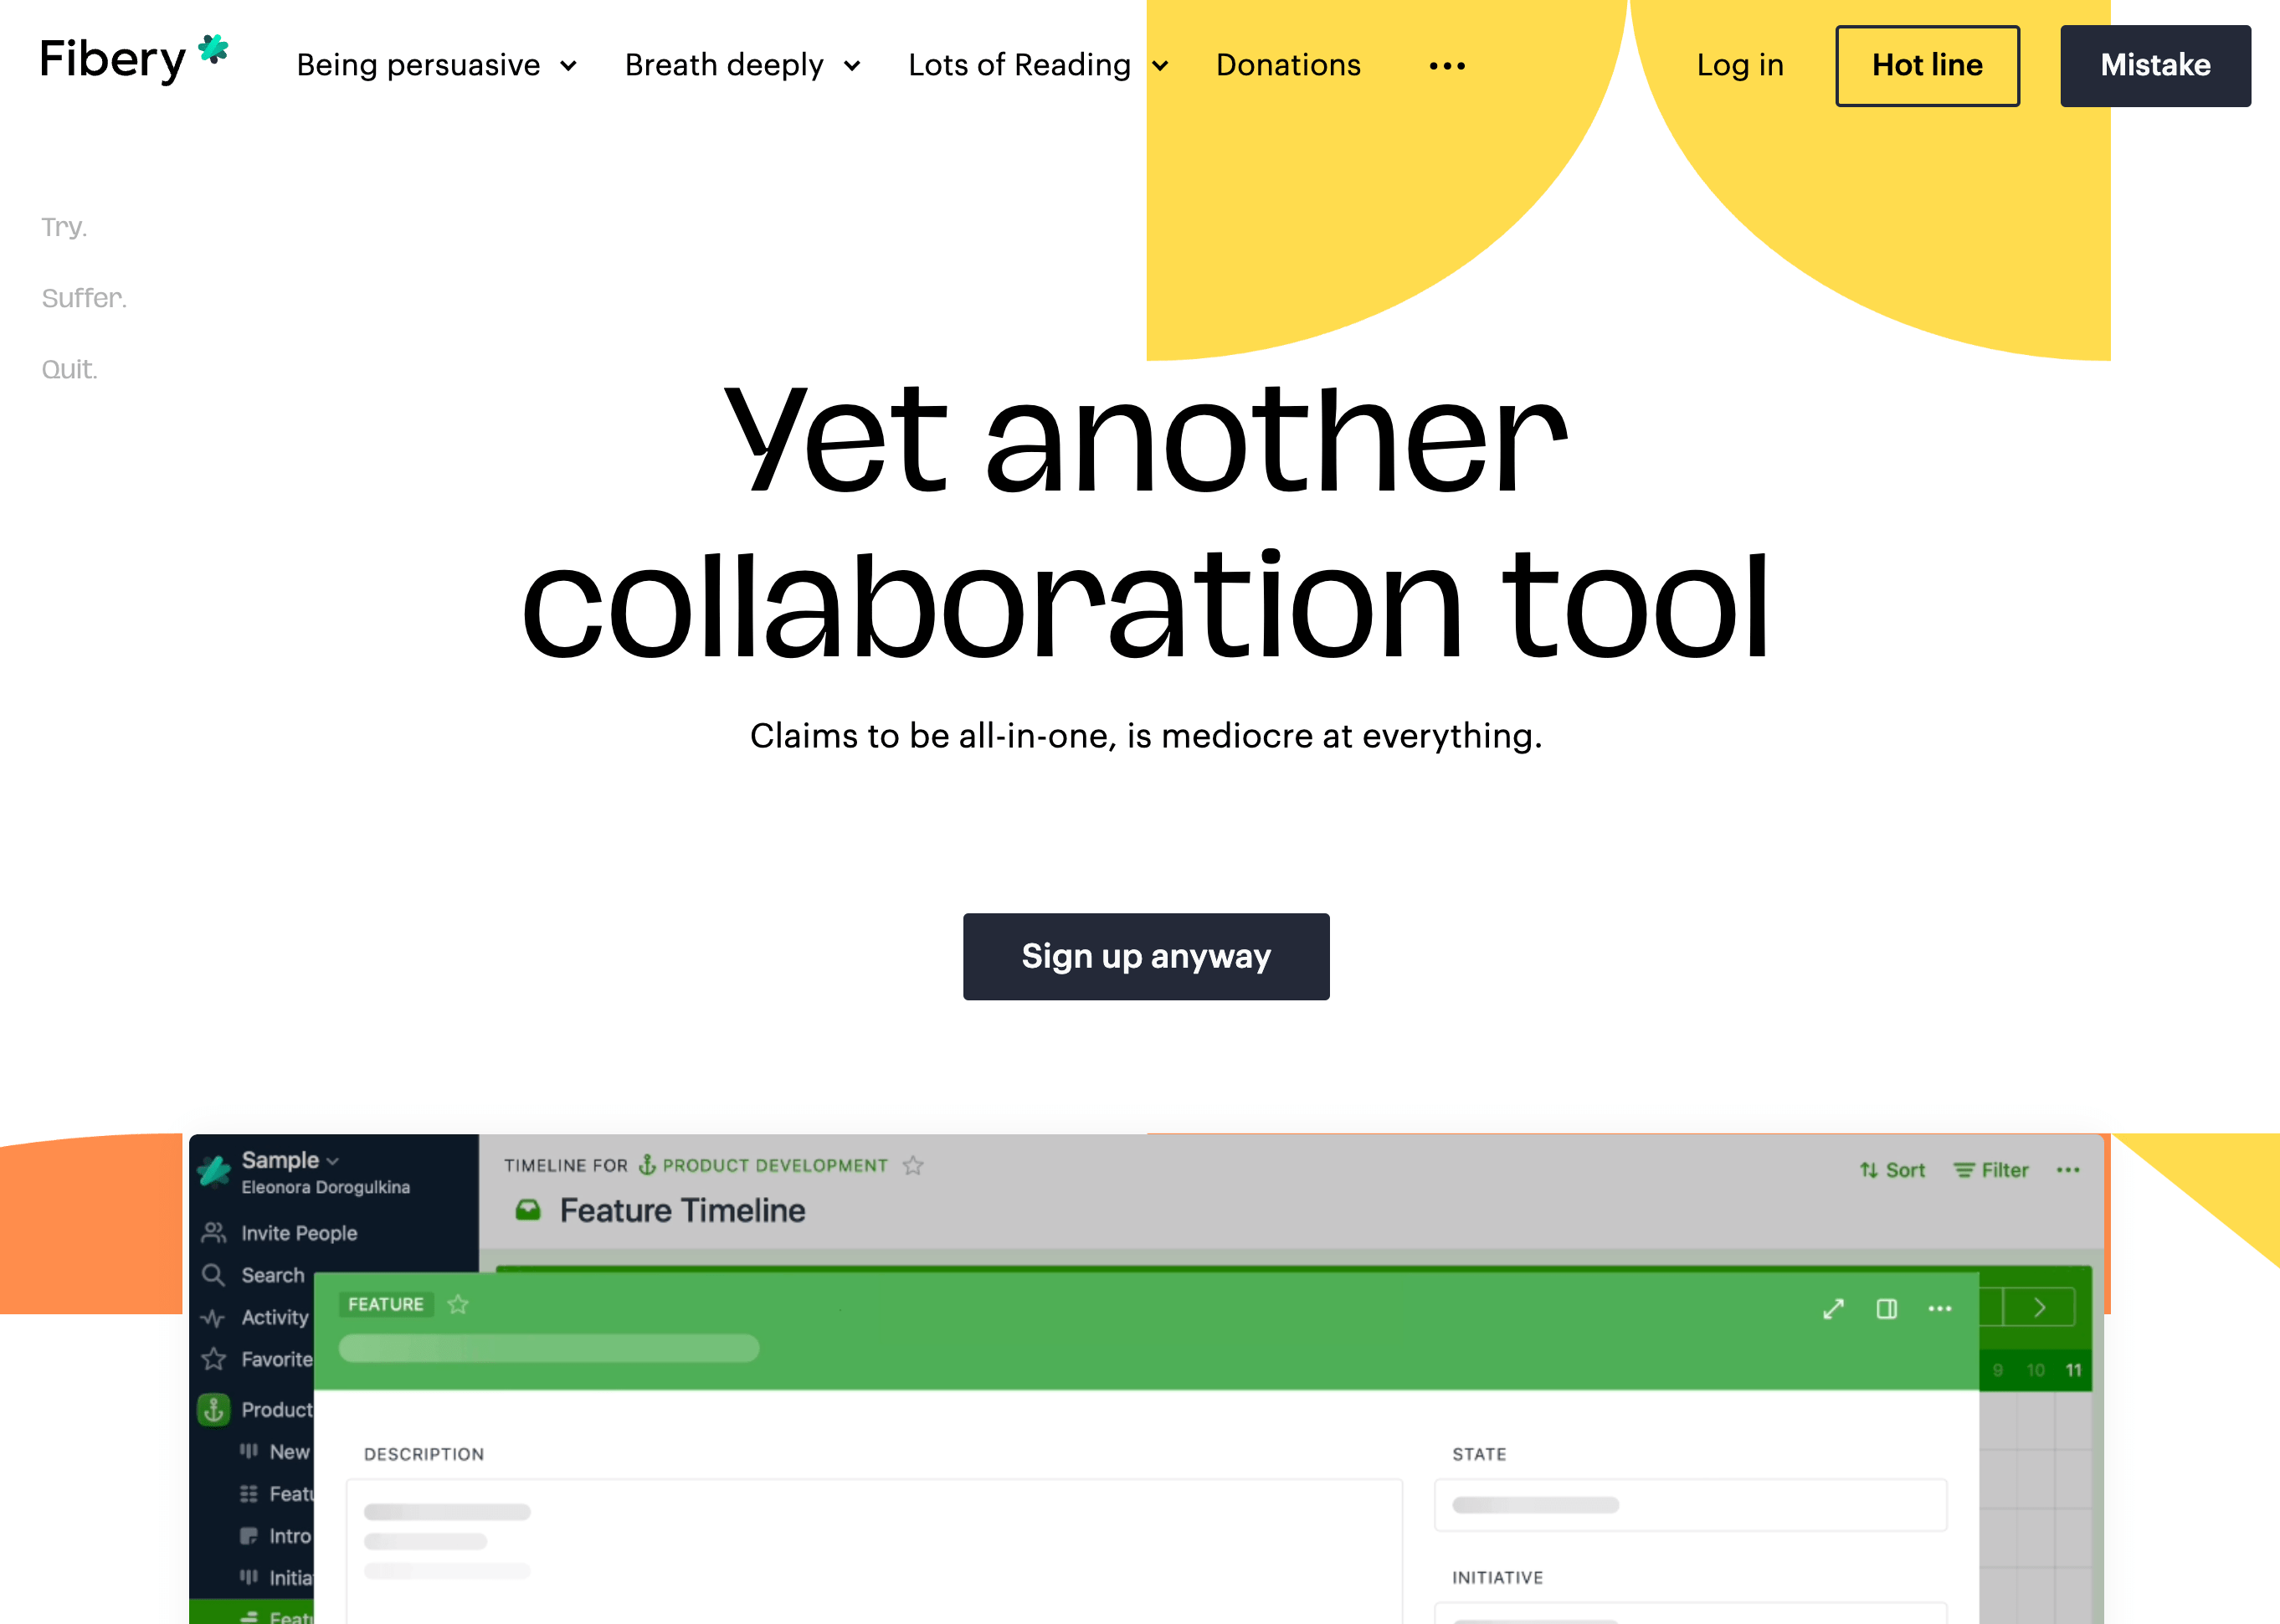 Fibery
Being persuasive
Breath deeply
Lots of Reading
Donations
Log in
Hot line
Mistake
Try.
Suffer.
Quit.
Yet another
collaboration tool
Claims to be all-in-one, is mediocre at everything.
Sign up anyway
Sample
Eleonora Dorogulkina
Invite People
Search
Activity
Favorite
Product
New
Featu
Intro
Initia
Featu
TIMELINE FOR PRODUCT DEVELOPMENT
Feature Timeline
Sort
Filter
FEATURE
9 10 11
DESCRIPTION
STATE
INITIATIVE